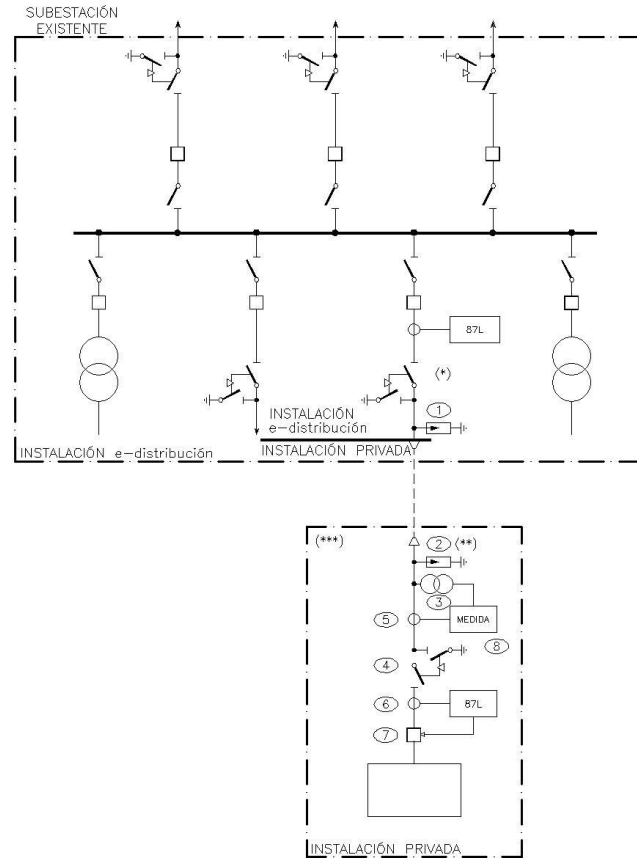 SUBESTACIÓN
EXISTENTE
87L
(*)
1
INSTALACIÓN
e-distribución
INSTALACIÓN e-distribución
INSTALACIÓN PRIVADA
(***)
2 (**)
3
5
MEDIDA
8
4
6
87L
7
INSTALACIÓN PRIVADA